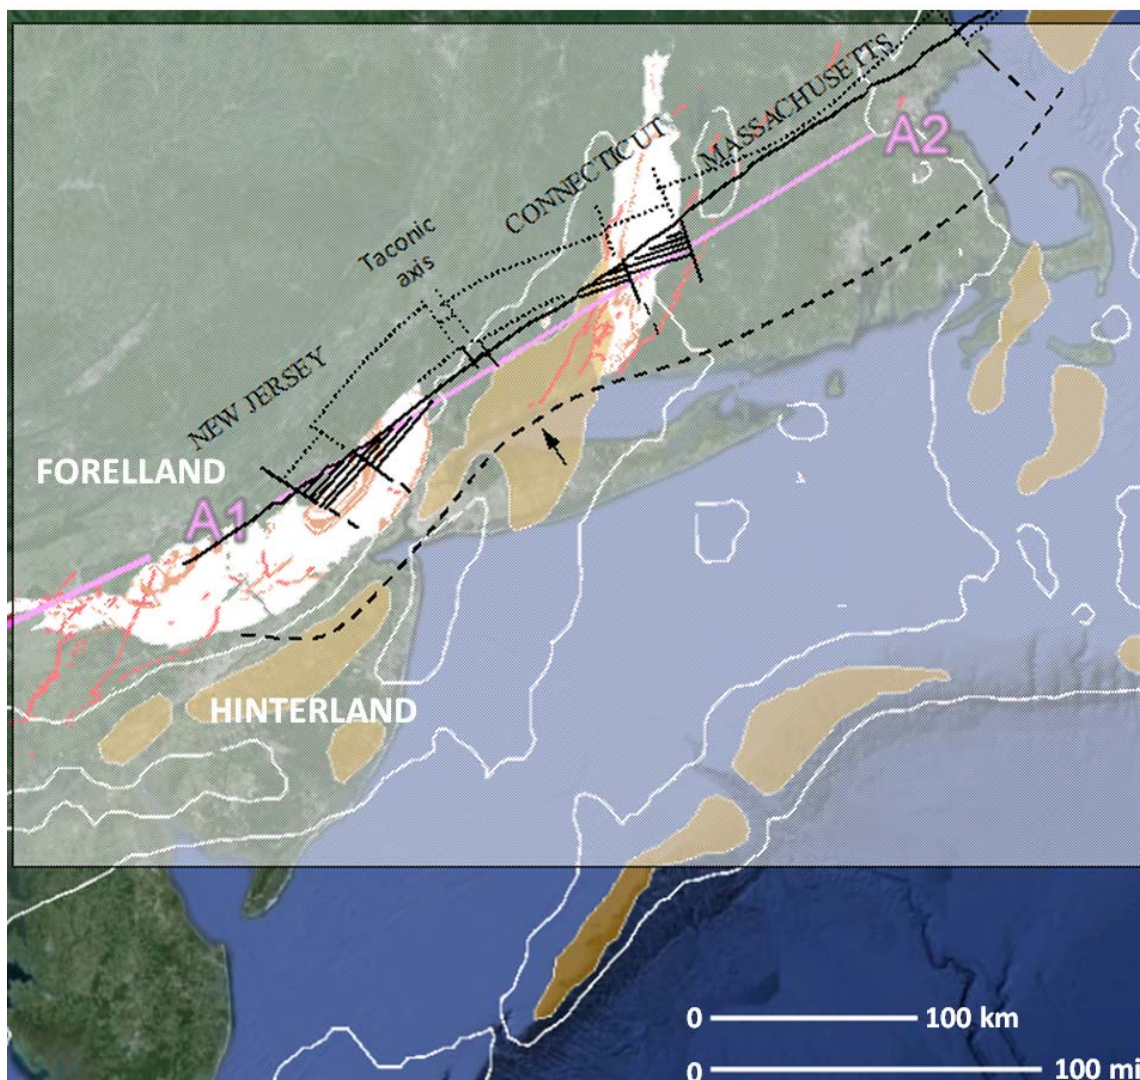 MASSACHUSETTS
A2
CONNECTICUT
Taconic
axis
NEW JERSEY
FORELLAND
A1
HINTERLAND
0 100 km
0 100 mi